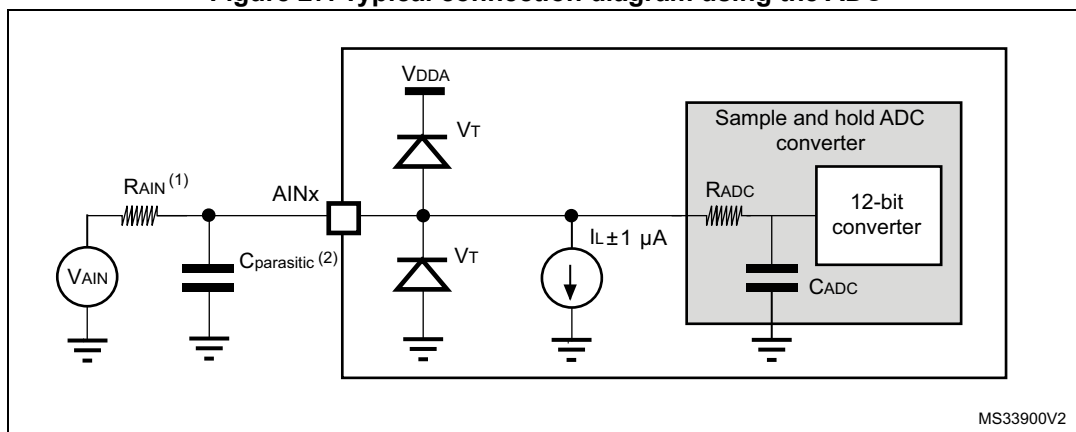 Figure 27. Typical connection diagram using the ADC
VDDA
VT
Sample and hold ADC
converter
RAIN (1)
AINx
RADC
12-bit
converter
IL±1 µA
VAIN
Cparasitic (2)
VT
CADC
MS33900V2